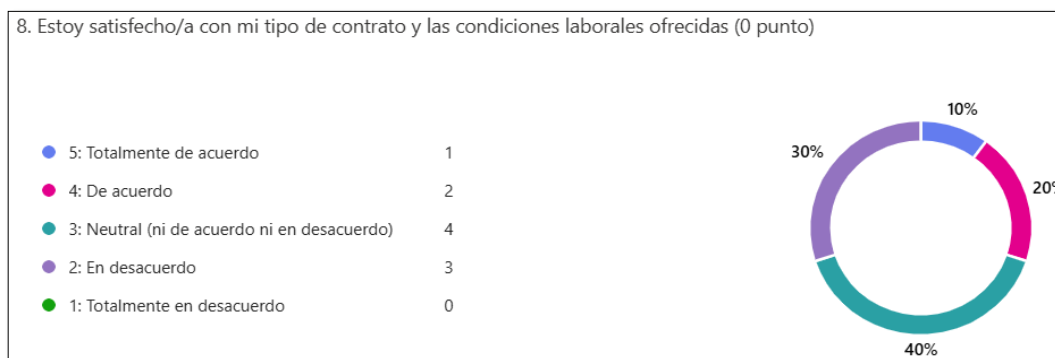 8. Estoy satisfecho/a con mi tipo de contrato y las condiciones laborales ofrecidas (0 punto)
5: Totalmente de acuerdo 1
4: De acuerdo 2
3: Neutral (ni de acuerdo ni en desacuerdo) 4
2: En desacuerdo 3
1: Totalmente en desacuerdo 0
10%
30%
20%
40%